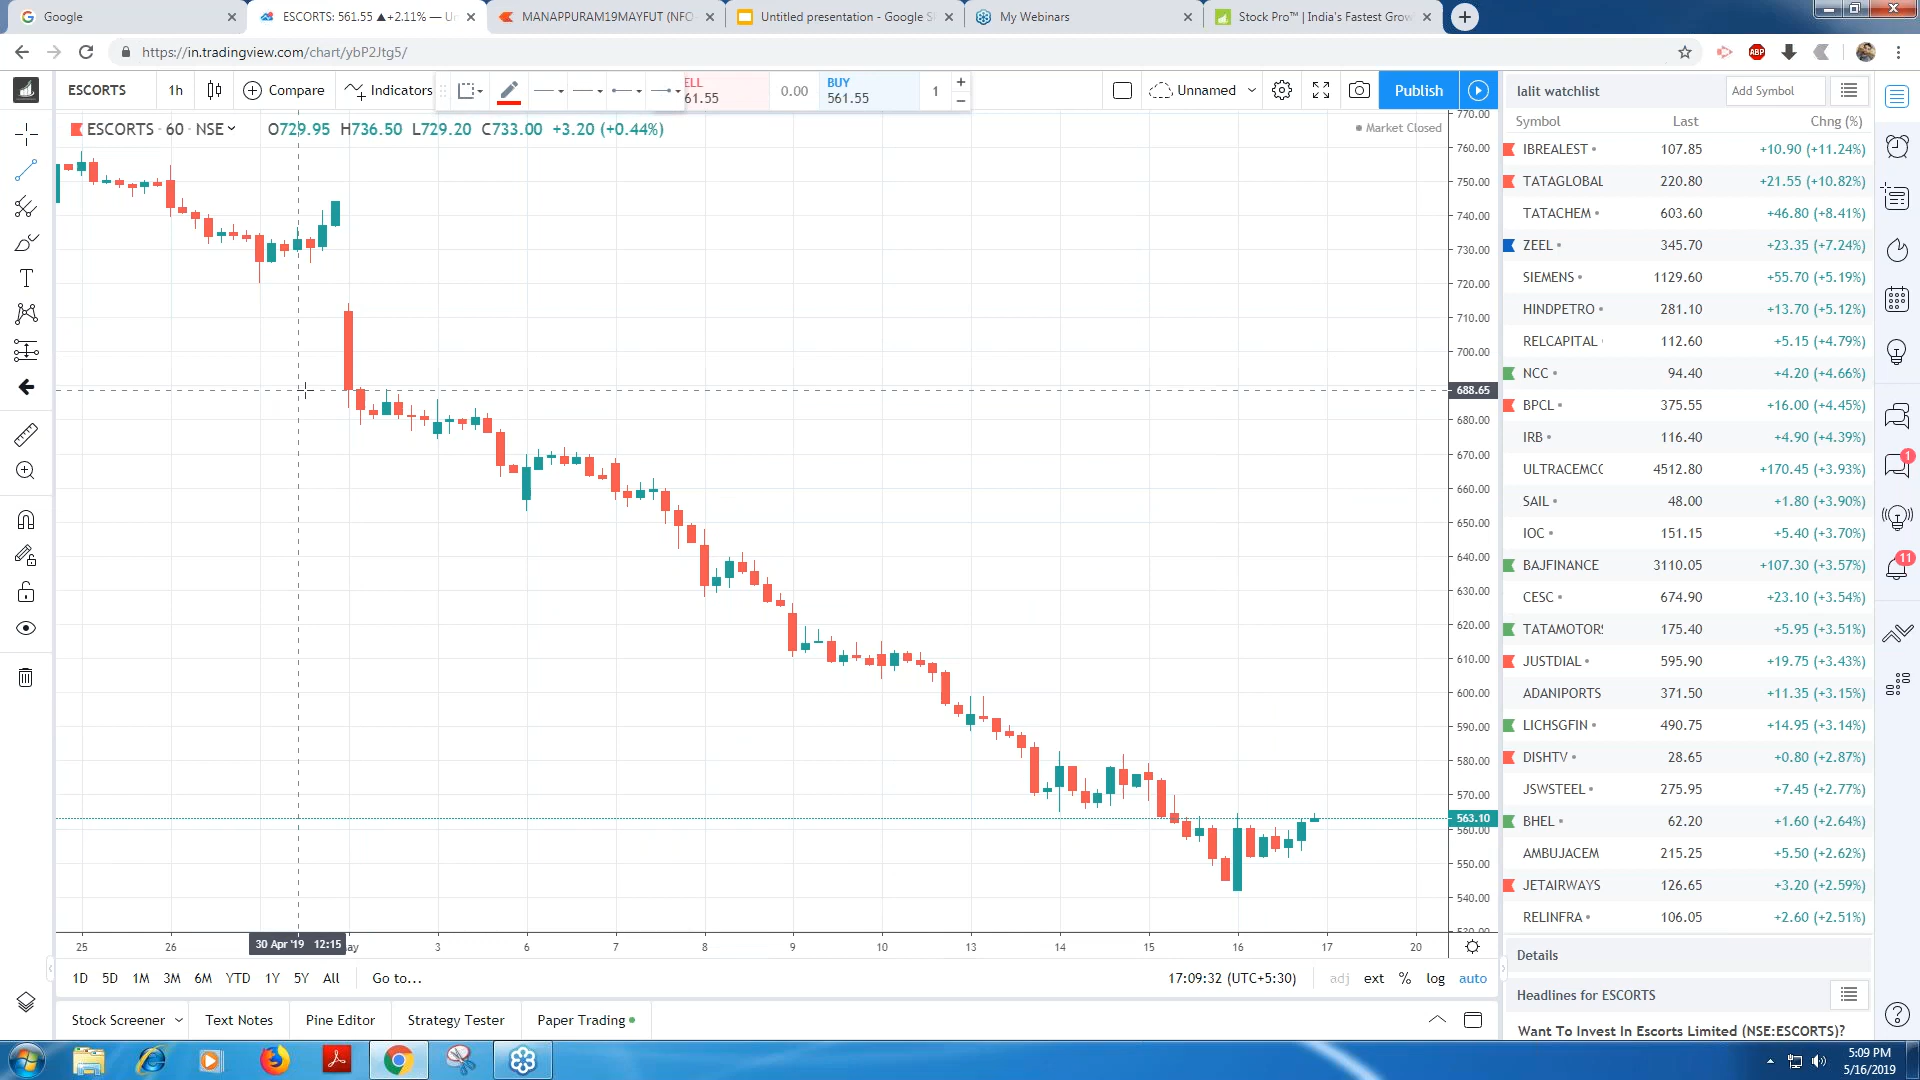 Google
ESCORTS: 561.55 ▲+2.11% — Un
MANAPPURAM19MAYFUT (NFO
Untitled presentation - Google Sl
My Webinars
Stock Pro™ | India's Fastest Grow
https://in.tradingview.com/chart/ybP2Jtg5/
ABP
ESCORTS
1h
Compare
Indicators
ELL
61.55
0.00
BUY
561.55
1
Unnamed
Publish
lalit watchlist
Add Symbol
ESCORTS · 60 · NSE
O729.95 H736.50 L729.20 C733.00 +3.20 (+0.44%)
Market Closed
Symbol Last Chng (%)
IBREALEST 107.85 +10.90 (+11.24%)
TATAGLOBAL 220.80 +21.55 (+10.82%)
TATACHEM 603.60 +46.80 (+8.41%)
ZEEL 345.70 +23.35 (+7.24%)
SIEMENS 1129.60 +55.70 (+5.19%)
HINDPETRO 281.10 +13.70 (+5.12%)
RELCAPITAL 112.60 +5.15 (+4.79%)
NCC 94.40 +4.20 (+4.66%)
BPCL 375.55 +16.00 (+4.45%)
IRB 116.40 +4.90 (+4.39%)
ULTRACEMCO 4512.80 +170.45 (+3.93%)
SAIL 48.00 +1.80 (+3.90%)
IOC 151.15 +5.40 (+3.70%)
BAJFINANCE 3110.05 +107.30 (+3.57%)
CESC 674.90 +23.10 (+3.54%)
TATAMOTORS 175.40 +5.95 (+3.51%)
JUSTDIAL 595.90 +19.75 (+3.43%)
ADANIPORTS 371.50 +11.35 (+3.15%)
LICHSGFIN 490.75 +14.95 (+3.14%)
DISHTV 28.65 +0.80 (+2.87%)
JSWSTEEL 275.95 +7.45 (+2.77%)
BHEL 62.20 +1.60 (+2.64%)
AMBUJACEM 215.25 +5.50 (+2.62%)
JETAIRWAYS 126.65 +3.20 (+2.59%)
RELINFRA 106.05 +2.60 (+2.51%)
770.00
760.00
750.00
740.00
730.00
720.00
710.00
700.00
688.65
680.00
670.00
660.00
650.00
640.00
630.00
620.00
610.00
600.00
590.00
580.00
570.00
563.10
560.00
550.00
540.00
530.00
25 26 30 Apr '19 12:15 ay 3 6 7 8 9 10 13 14 15 16 17 20
1D 5D 1M 3M 6M YTD 1Y 5Y All Go to...
17:09:32 (UTC+5:30) adj ext % log auto
Stock Screener Text Notes Pine Editor Strategy Tester Paper Trading
Details
Headlines for ESCORTS
Want To Invest In Escorts Limited (NSE:ESCORTS)?
1
11
5:09 PM
5/16/2019